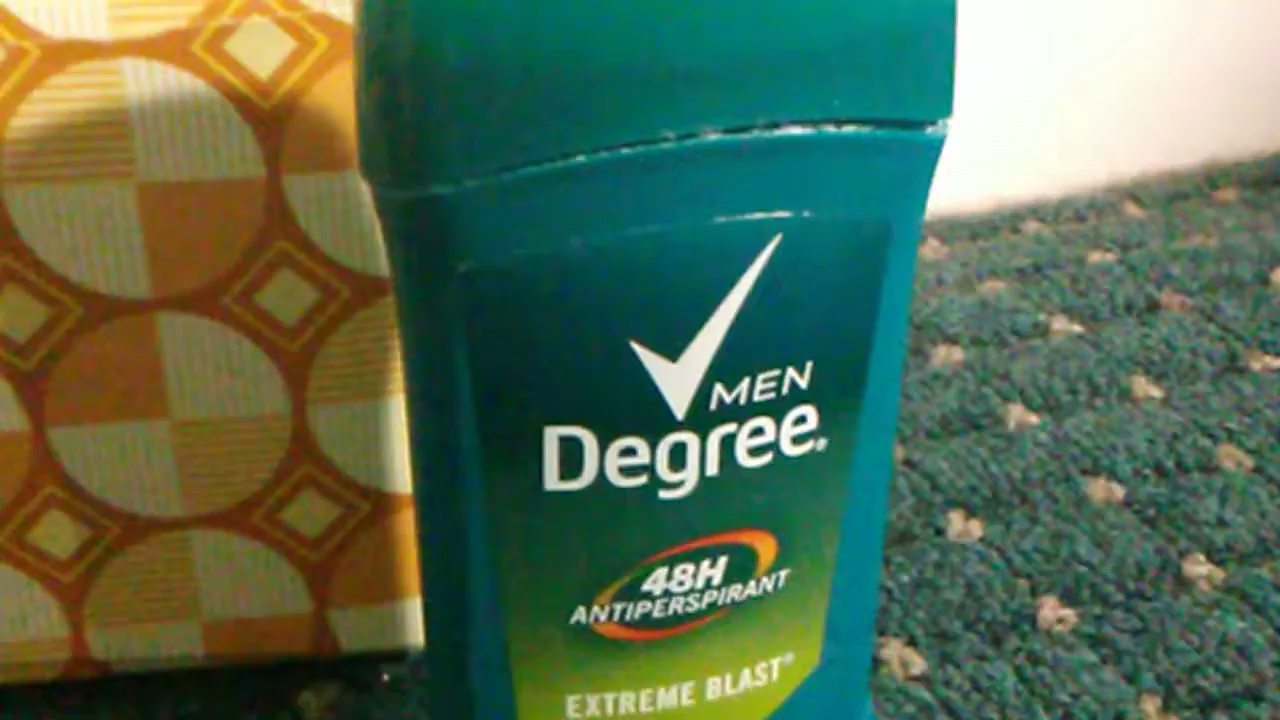 MEN
Degree®
48H
ANTIPERSPIRANT
EXTREME BLAST®